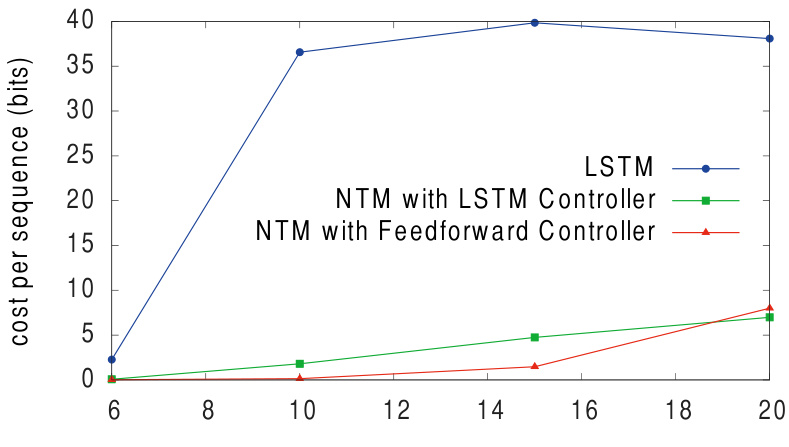 40
35
30
25
20
15
10
5
0
cost per sequence (bits)
LSTM
NTM with LSTM Controller
NTM with Feedforward Controller
6 8 10 12 14 16 18 20